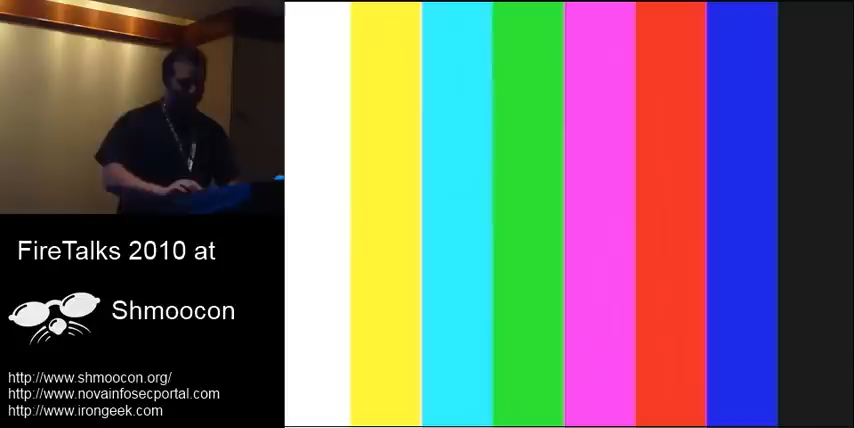 FireTalks 2010 at
Shmoocon
http://www.shmoocon.org/
http://www.novainfosecportal.com
http://www.irongeek.com